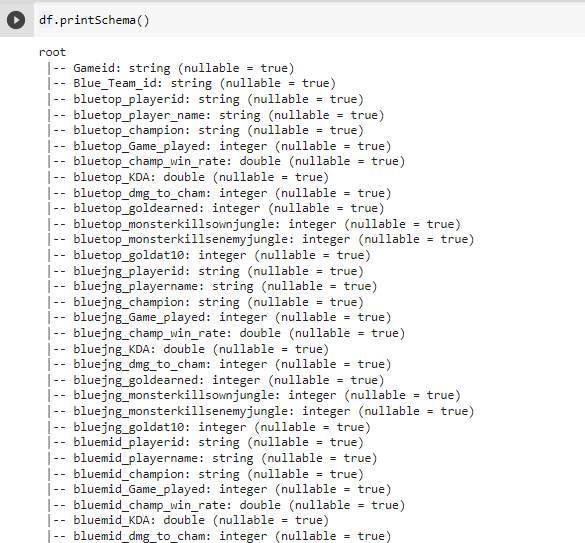 df.printSchema()
root
|-- Gameid: string (nullable = true)
|-- Blue_Team_id: string (nullable = true)
|-- bluetop_playerid: string (nullable = true)
|-- bluetop_player_name: string (nullable = true)
|-- bluetop_champion: string (nullable = true)
|-- bluetop_Game_played: integer (nullable = true)
|-- bluetop_champ_win_rate: double (nullable = true)
|-- bluetop_KDA: double (nullable = true)
|-- bluetop_dmg_to_cham: integer (nullable = true)
|-- bluetop_goldearned: integer (nullable = true)
|-- bluetop_monsterkillsownjungle: integer (nullable = true)
|-- bluetop_monsterkillsenemyjungle: integer (nullable = true)
|-- bluetop_goldat10: integer (nullable = true)
|-- bluejng_playerid: string (nullable = true)
|-- bluejng_playername: string (nullable = true)
|-- bluejng_champion: string (nullable = true)
|-- bluejng_Game_played: integer (nullable = true)
|-- bluejng_champ_win_rate: double (nullable = true)
|-- bluejng_KDA: double (nullable = true)
|-- bluejng_dmg_to_cham: integer (nullable = true)
|-- bluejng_goldearned: integer (nullable = true)
|-- bluejng_monsterkillsownjungle: integer (nullable = true)
|-- bluejng_monsterkillsenemyjungle: integer (nullable = true)
|-- bluejng_goldat10: integer (nullable = true)
|-- bluemid_playerid: string (nullable = true)
|-- bluemid_playername: string (nullable = true)
|-- bluemid_champion: string (nullable = true)
|-- bluemid_Game_played: integer (nullable = true)
|-- bluemid_champ_win_rate: double (nullable = true)
|-- bluemid_KDA: double (nullable = true)
|-- bluemid_dmg_to_cham: integer (nullable = true)